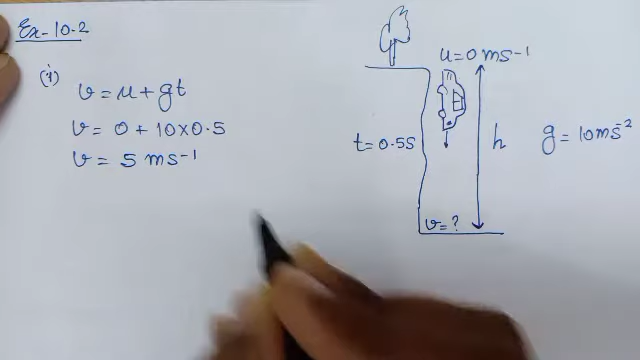 Ex-10.2
(i)
v = u + gt
v = 0 + 10×0.5
v = 5 ms-1
u = 0 ms-1
t = 0.5s
h
g = 10ms-2
v = ?